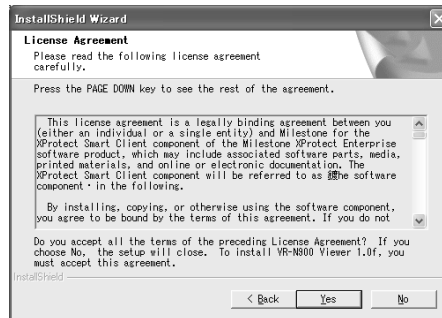 InstallShield Wizard
License Agreement
Please read the following license agreement
carefully.
Press the PAGE DOWN key to see the rest of the agreement.
This license agreement is a legally binding agreement between you
(either an individual or a single entity) and Milestone for the
XProtect Smart Client component of the Milestone XProtect Enterprise
software product, which may include associated software parts, media,
printed materials, and online or electronic documentation. The
XProtect Smart Client component will be referred to as he software
component・in the following.
By installing, copying, or otherwise using the software component,
you agree to be bound by the terms of this agreement. If you do not
Do you accept all the terms of the preceding License Agreement? If you
choose No, the setup will close. To install VR-N900 Viewer 1.0f, you
must accept this agreement.
InstallShield
< Back
Yes
No